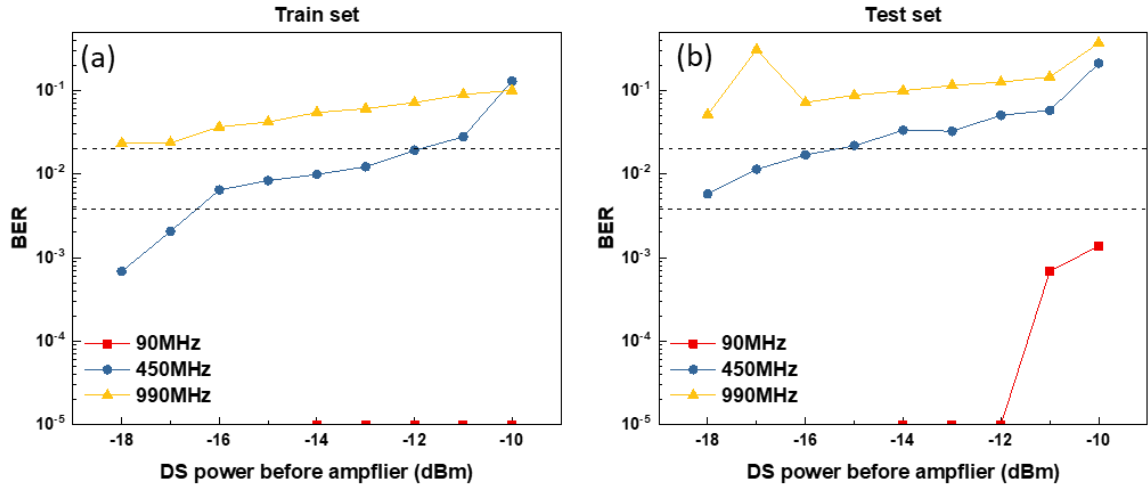 Train set
(a)
10⁻¹
10⁻²
10⁻³
10⁻⁴
10⁻⁵
BER
90MHz
450MHz
990MHz
-18 -16 -14 -12 -10
DS power before ampflier (dBm)
Test set
(b)
10⁻¹
10⁻²
10⁻³
10⁻⁴
10⁻⁵
BER
90MHz
450MHz
990MHz
-18 -16 -14 -12 -10
DS power before ampflier (dBm)